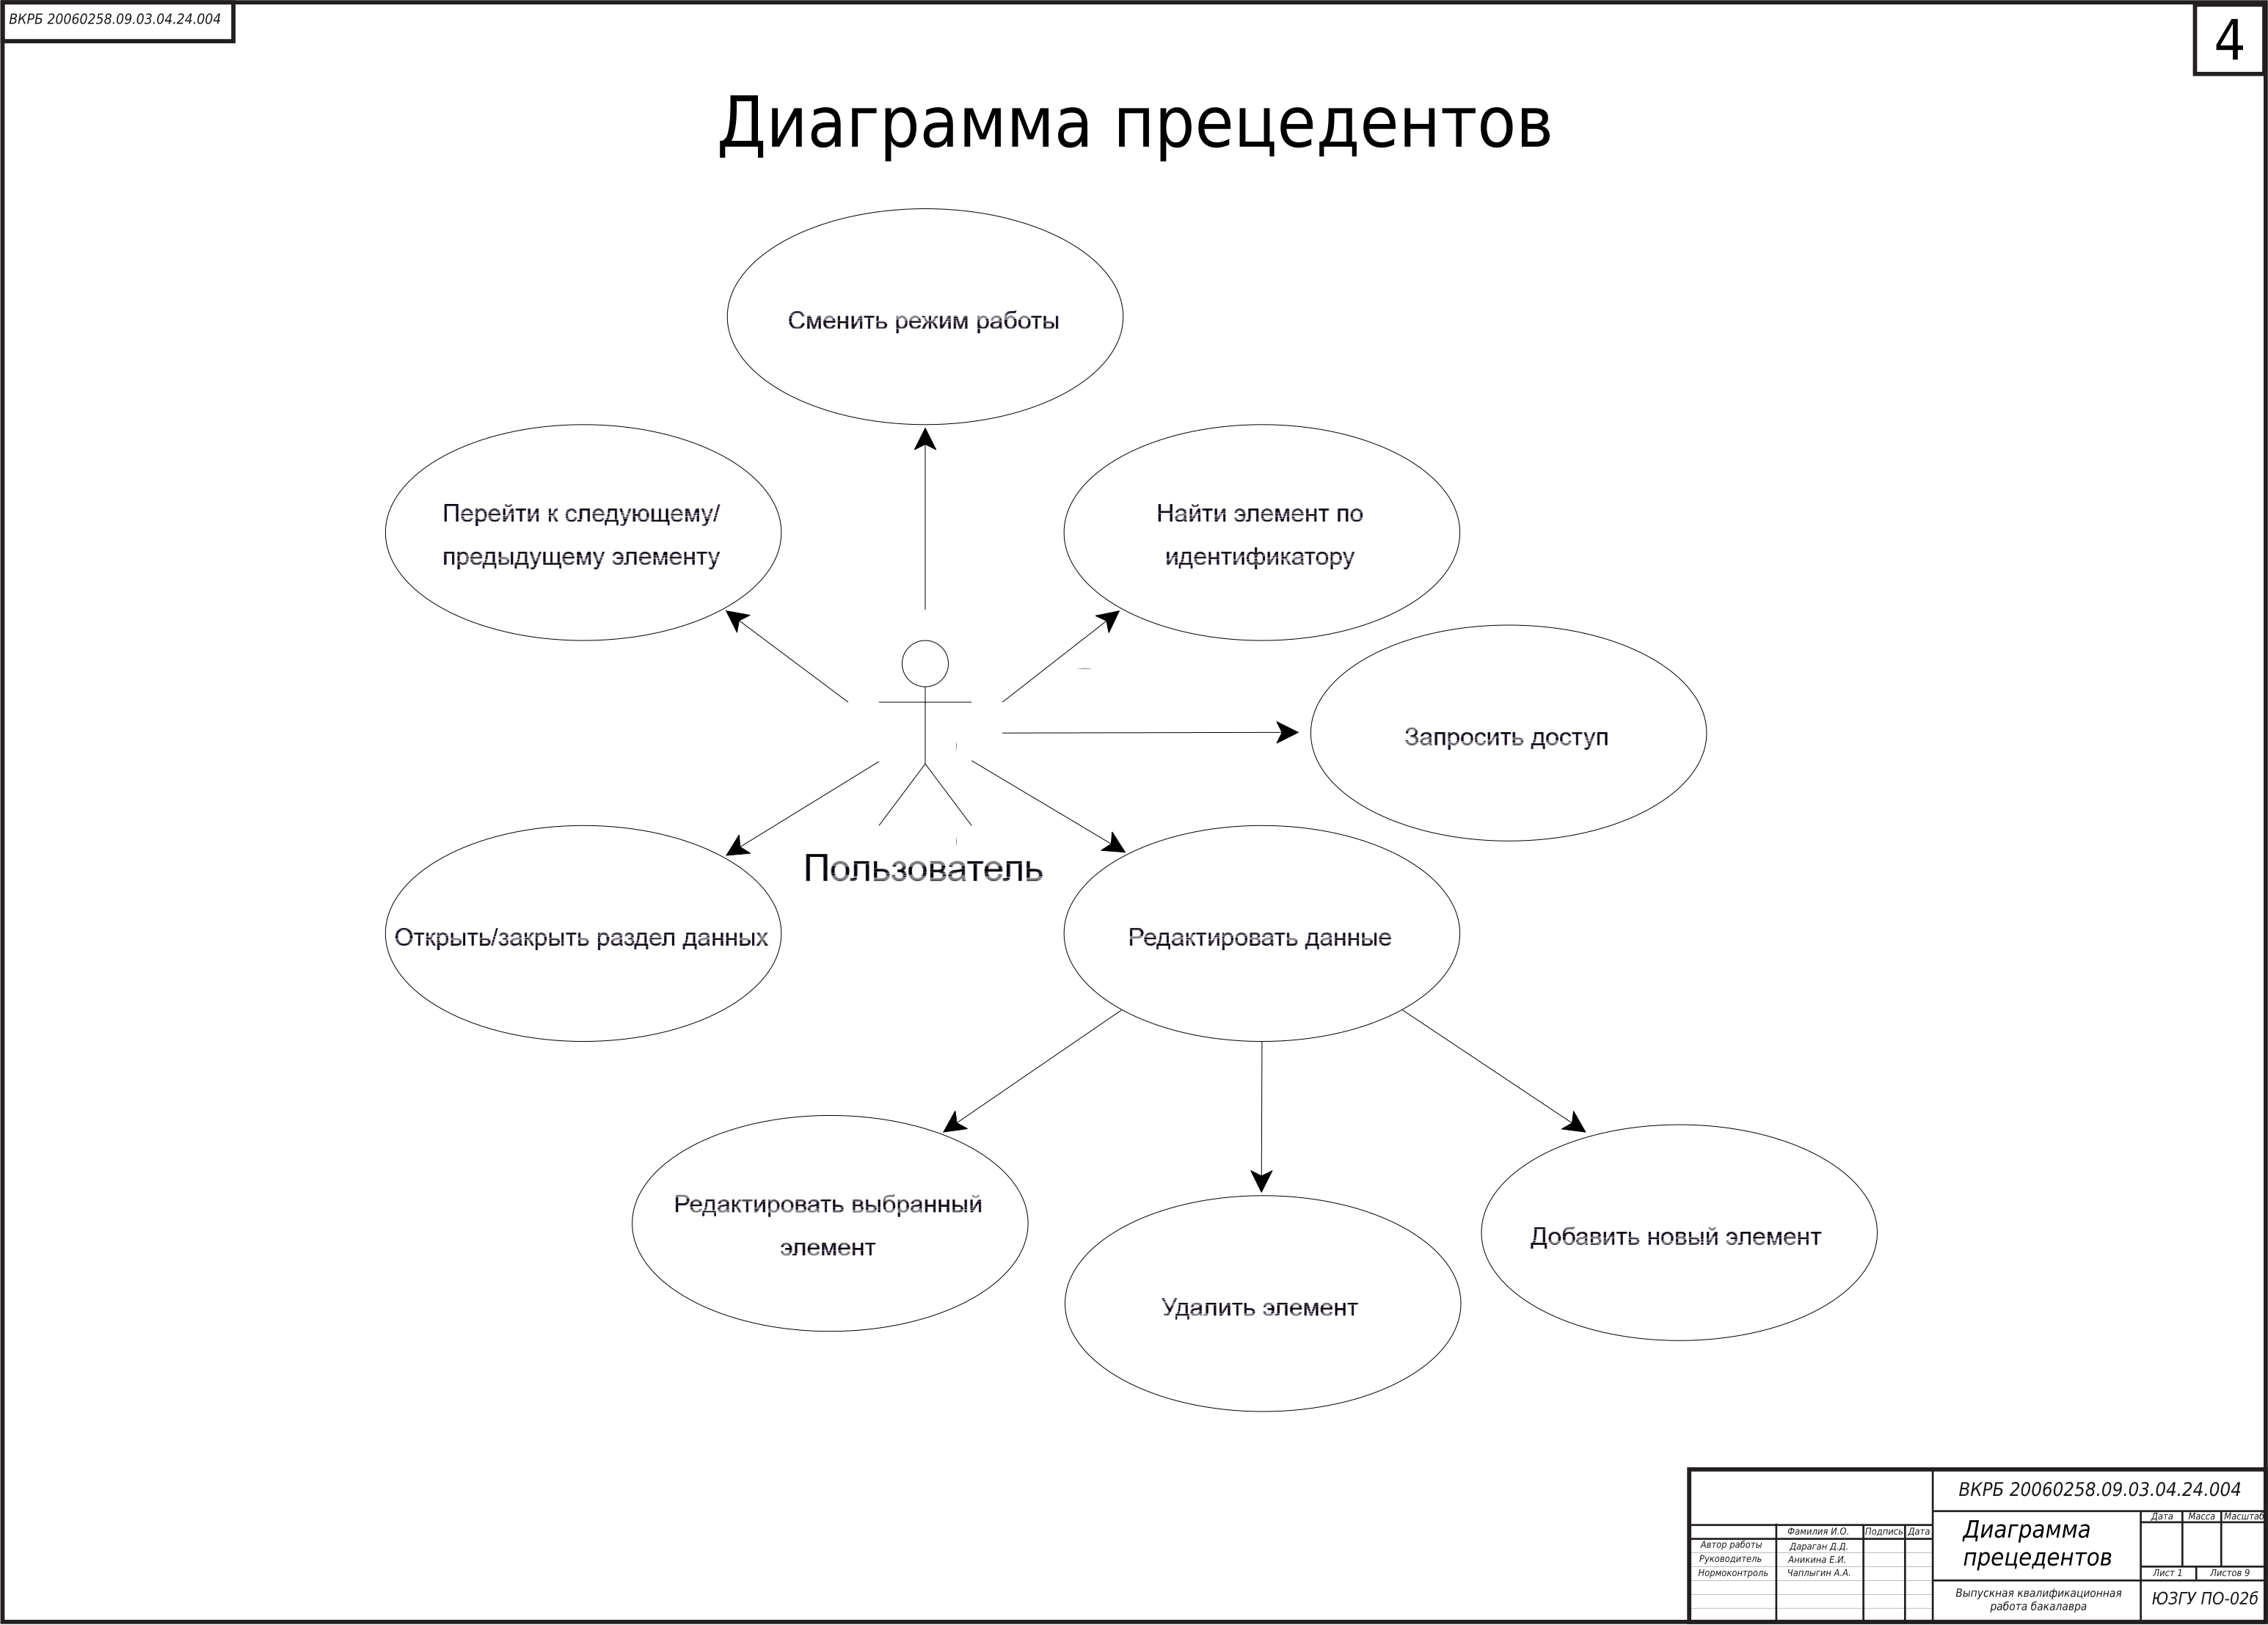 ВКРБ 20060258.09.03.04.24.004
4
Диаграмма прецедентов
Сменить режим работы
Перейти к следующему/
предыдущему элементу
Найти элемент по
идентификатору
Запросить доступ
Пользователь
Открыть/закрыть раздел данных
Редактировать данные
Редактировать выбранный
элемент
Удалить элемент
Добавить новый элемент
ВКРБ 20060258.09.03.04.24.004
Фамилия И.О. Подпись Дата
Автор работы Дараган Д.Д.
Руководитель Аникина Е.И.
Нормоконтроль Чаплыгин А.А.
Диаграмма
прецедентов
Дата Масса Масштаб
Лист 1 Листов 9
Выпускная квалификационная
работа бакалавра
ЮЗГУ ПО-02б